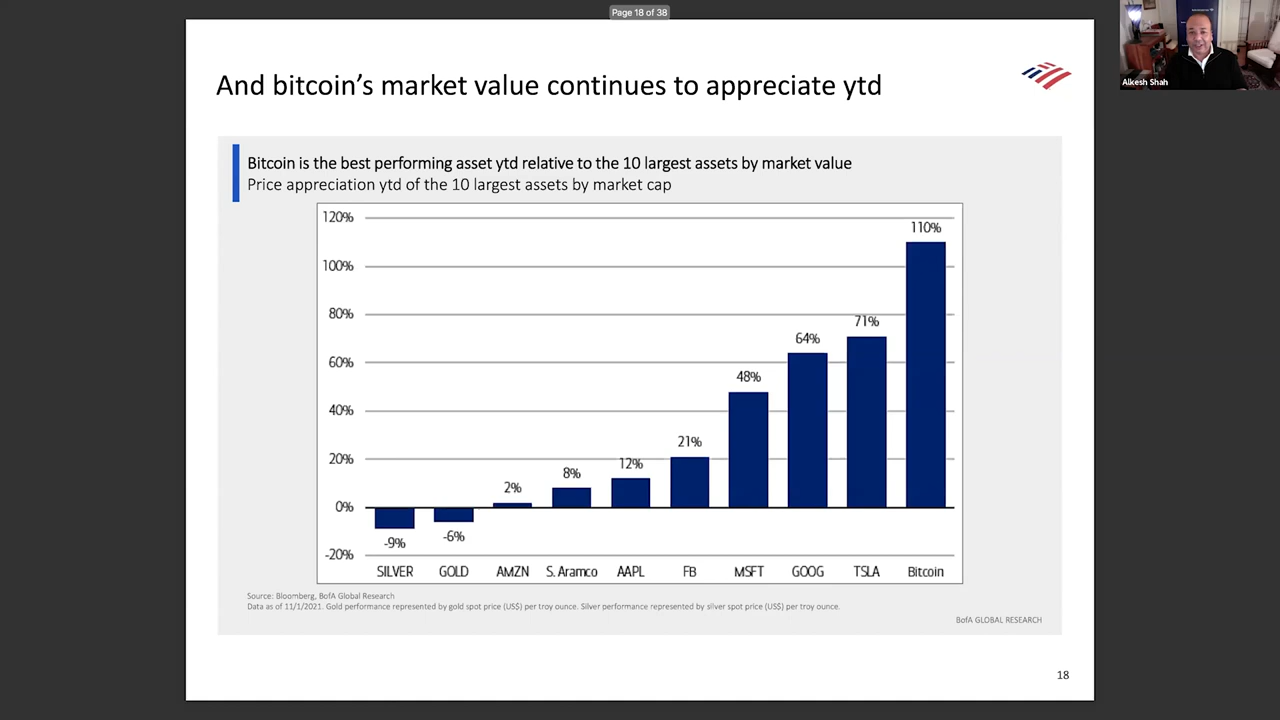 Page 18 of 38
Alkesh Shah
And bitcoin's market value continues to appreciate ytd
Bitcoin is the best performing asset ytd relative to the 10 largest assets by market value
Price appreciation ytd of the 10 largest assets by market cap
120%
100%
80%
60%
40%
20%
0%
-20%
-9%
-6%
2%
8%
12%
21%
48%
64%
71%
110%
SILVER GOLD AMZN S. Aramco AAPL FB MSFT GOOG TSLA Bitcoin
Source: Bloomberg, BofA Global Research
Data as of 11/1/2021. Gold performance represented by gold spot price (US$) per troy ounce. Silver performance represented by silver spot price (US$) per troy ounce.
BofA GLOBAL RESEARCH
18